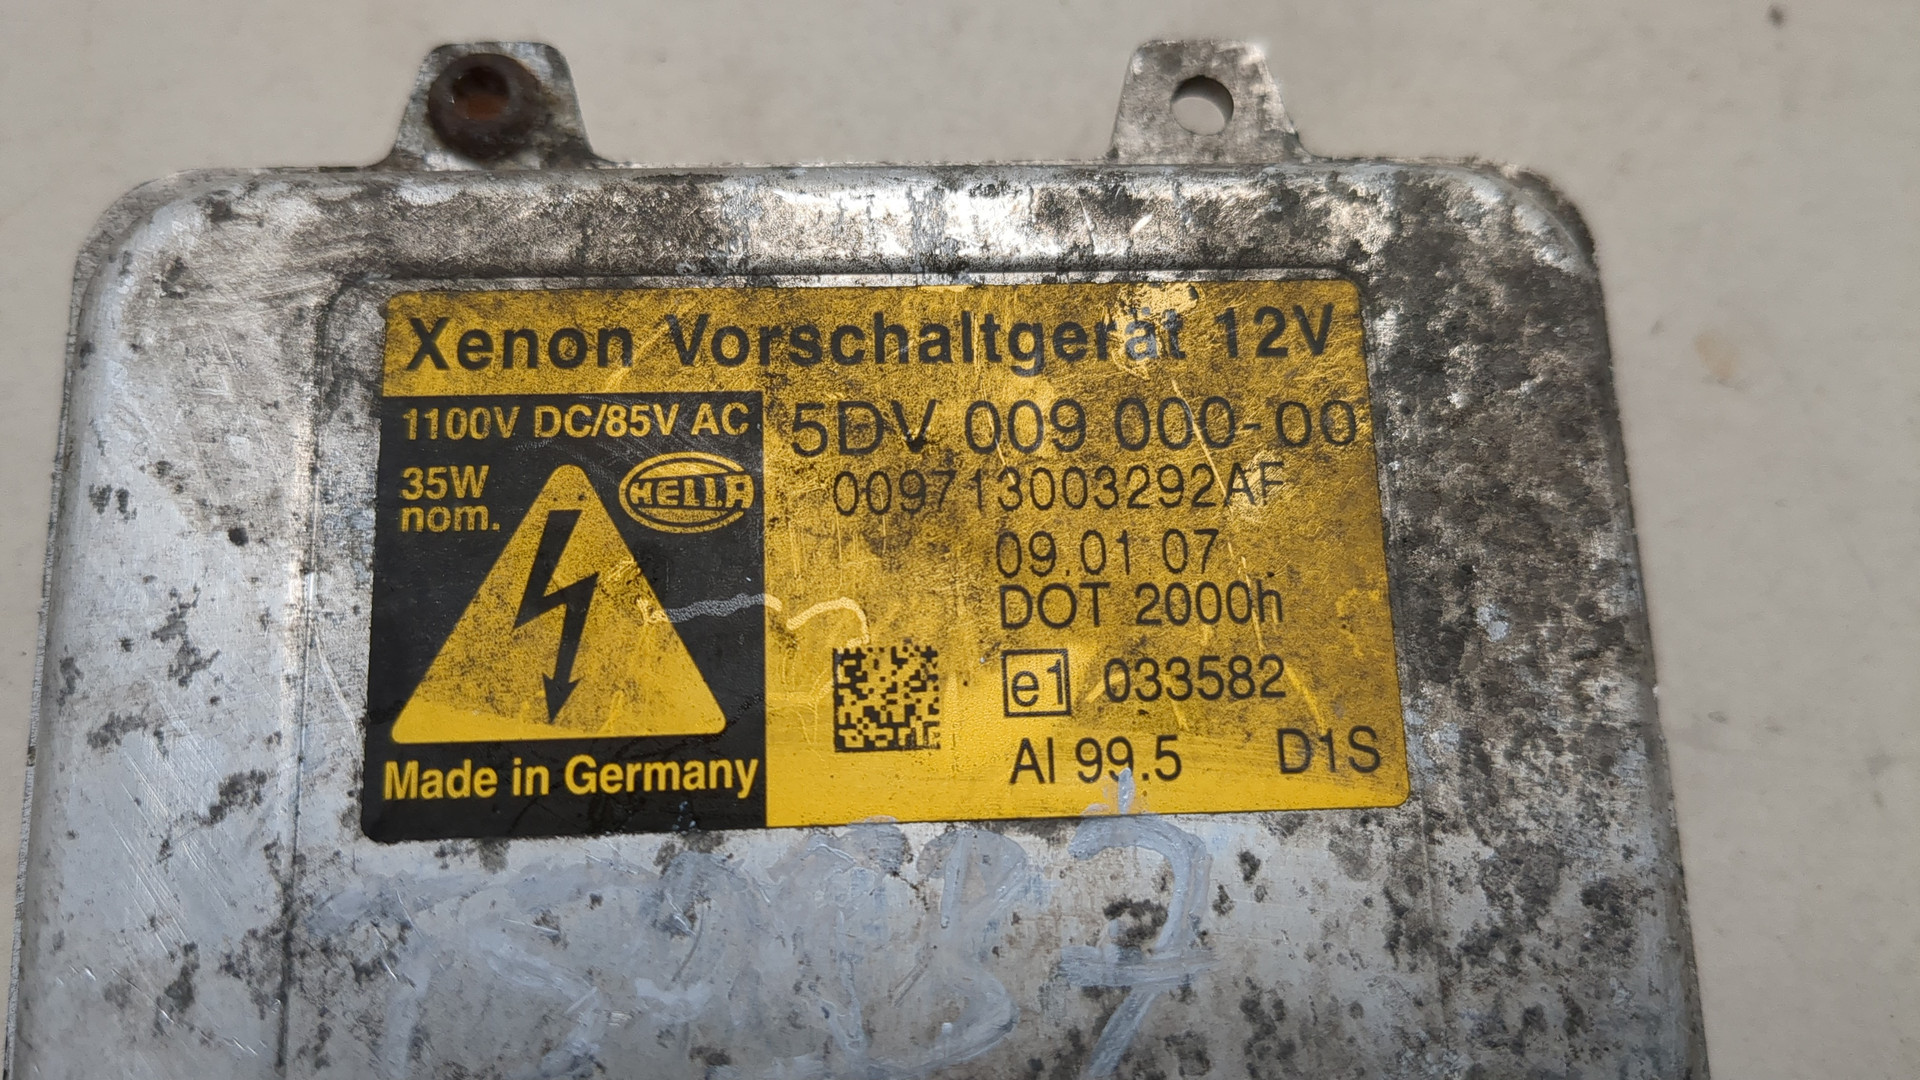 Xenon Vorschaltgerät 12V
1100V DC/85V AC
35W
nom.
HELLA
Made in Germany
5DV 009 000-00
009713003292AF
09.01 07
DOT 2000h
e1 033582
Al 99.5 D1S